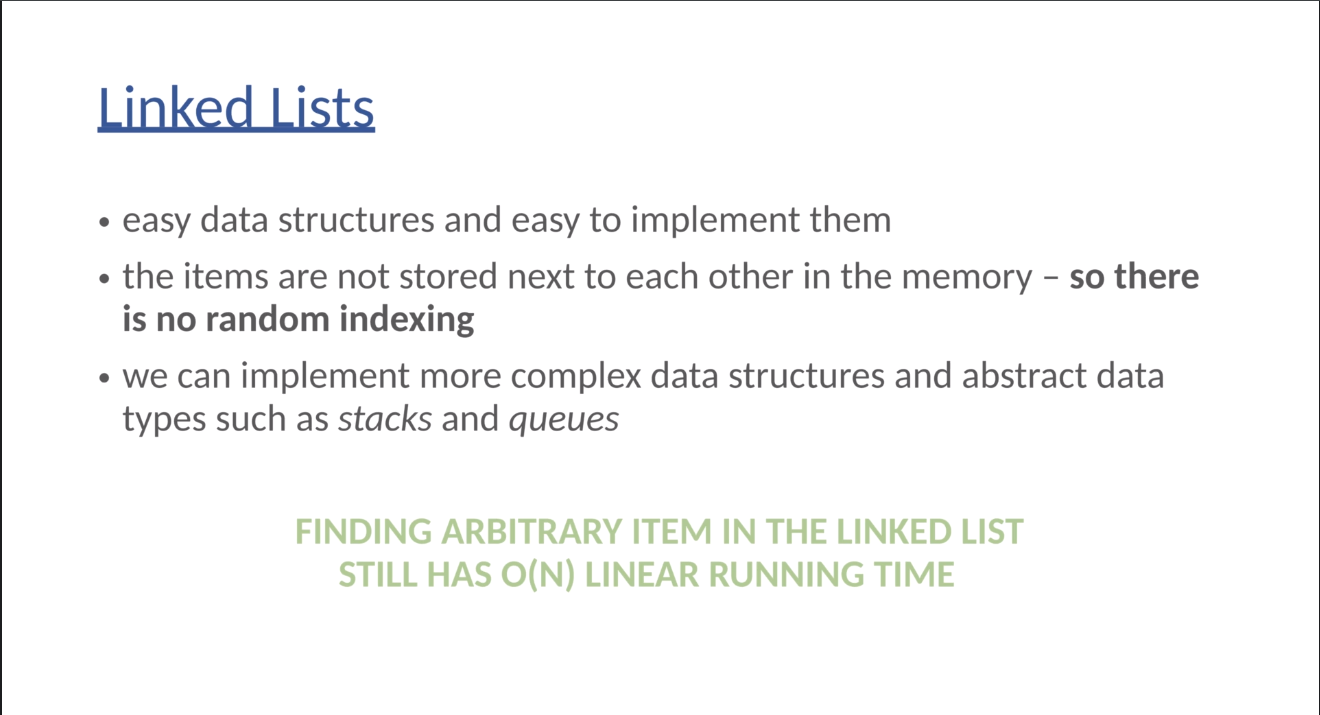 Linked Lists
• easy data structures and easy to implement them
• the items are not stored next to each other in the memory – so there
is no random indexing
• we can implement more complex data structures and abstract data
types such as stacks and queues
FINDING ARBITRARY ITEM IN THE LINKED LIST
STILL HAS O(N) LINEAR RUNNING TIME